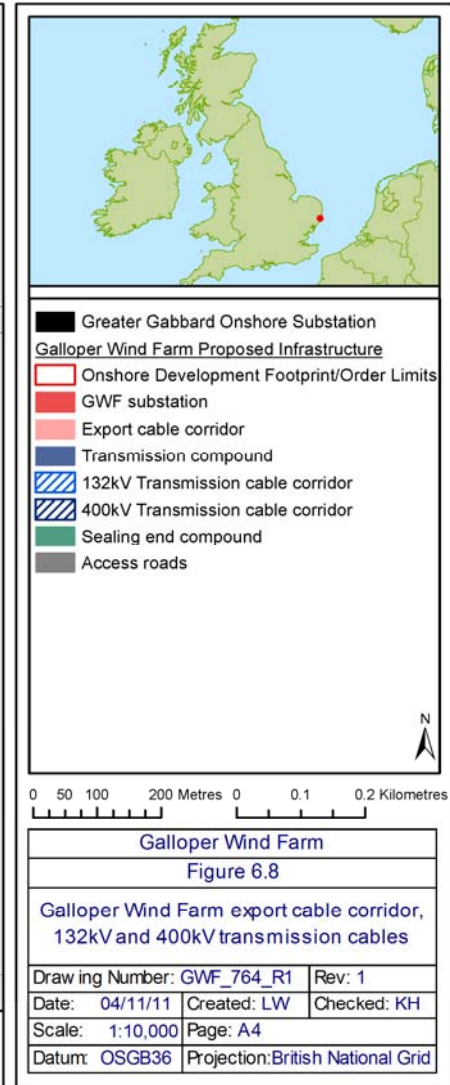 Greater Gabbard Onshore Substation
Galloper Wind Farm Proposed Infrastructure
Onshore Development Footprint/Order Limits
GWF substation
Export cable corridor
Transmission compound
132kV Transmission cable corridor
400kV Transmission cable corridor
Sealing end compound
Access roads
N
0 50 100 200 Metres 0 0.1 0.2 Kilometres
Galloper Wind Farm
Figure 6.8
Galloper Wind Farm export cable corridor,
132kV and 400kV transmission cables
Drawing Number: GWF_764_R1 Rev: 1
Date: 04/11/11 Created: LW Checked: KH
Scale: 1:10,000 Page: A4
Datum: OSGB36 Projection:British National Grid